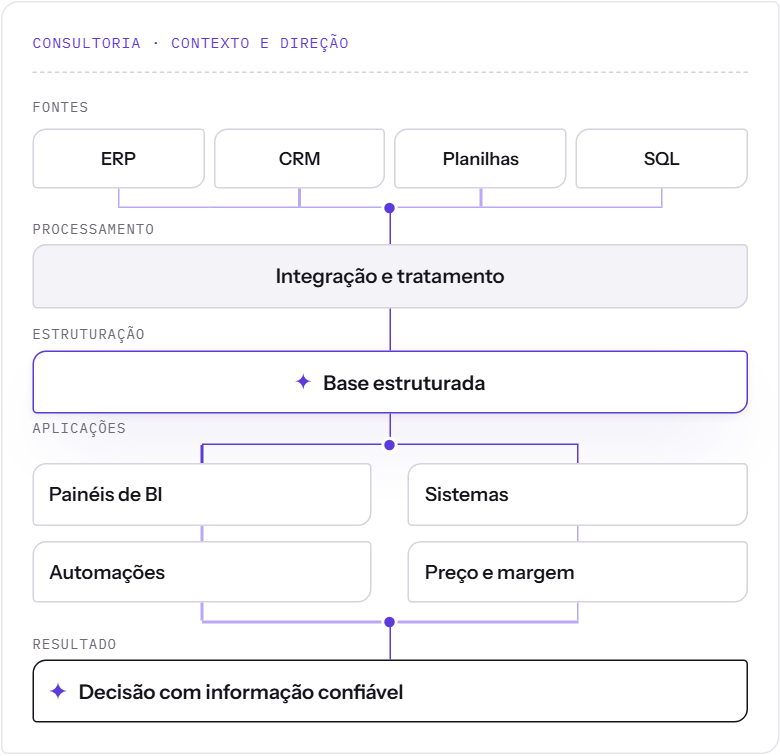 CONSULTORIA · CONTEXTO E DIREÇÃO
FONTES
ERP
CRM
Planilhas
SQL
PROCESSAMENTO
Integração e tratamento
ESTRUTURAÇÃO
Base estruturada
APLICAÇÕES
Painéis de BI
Sistemas
Automações
Preço e margem
RESULTADO
Decisão com informação confiável